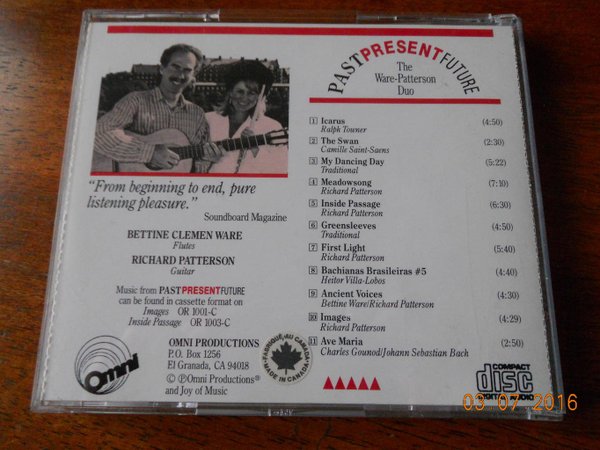 PASTPRESENTFUTURE
The
Ware-Patterson
Duo
1 Icarus (4:50)
Ralph Towner
2 The Swan (2:30)
Camille Saint-Saens
3 My Dancing Day (5:22)
Traditional
4 Meadowsong (7:10)
Richard Patterson
5 Inside Passage (6:30)
Richard Patterson
6 Greensleeves (4:40)
Traditional
7 First Light (5:40)
Richard Patterson
8 Bachianas Brasileiras #5 (4:40)
Heitor Villa-Lobos
9 Ancient Voices (4:30)
Bettine Ware/Richard Patterson
10 Images (4:29)
Richard Patterson
11 Ave Maria (2:50)
Charles Gounod/Johann Sebastian Bach
"From beginning to end, pure
listening pleasure."
Soundboard Magazine
BETTINE CLEMEN WARE
Flutes
RICHARD PATTERSON
Guitar
Music from PASTPRESENTFUTURE
can be found in cassette format on
Images OR 1001-C
Inside Passage OR 1003-C
Omni
OMNI PRODUCTIONS
P.O. Box 1256
El Granada, CA 94018
© ℗Omni Productions®
and Joy of Music
FABRIQUÉ AU CANADA
MADE IN CANADA
COMPACT
disc
DIGITAL AUDIO
03/07/2016